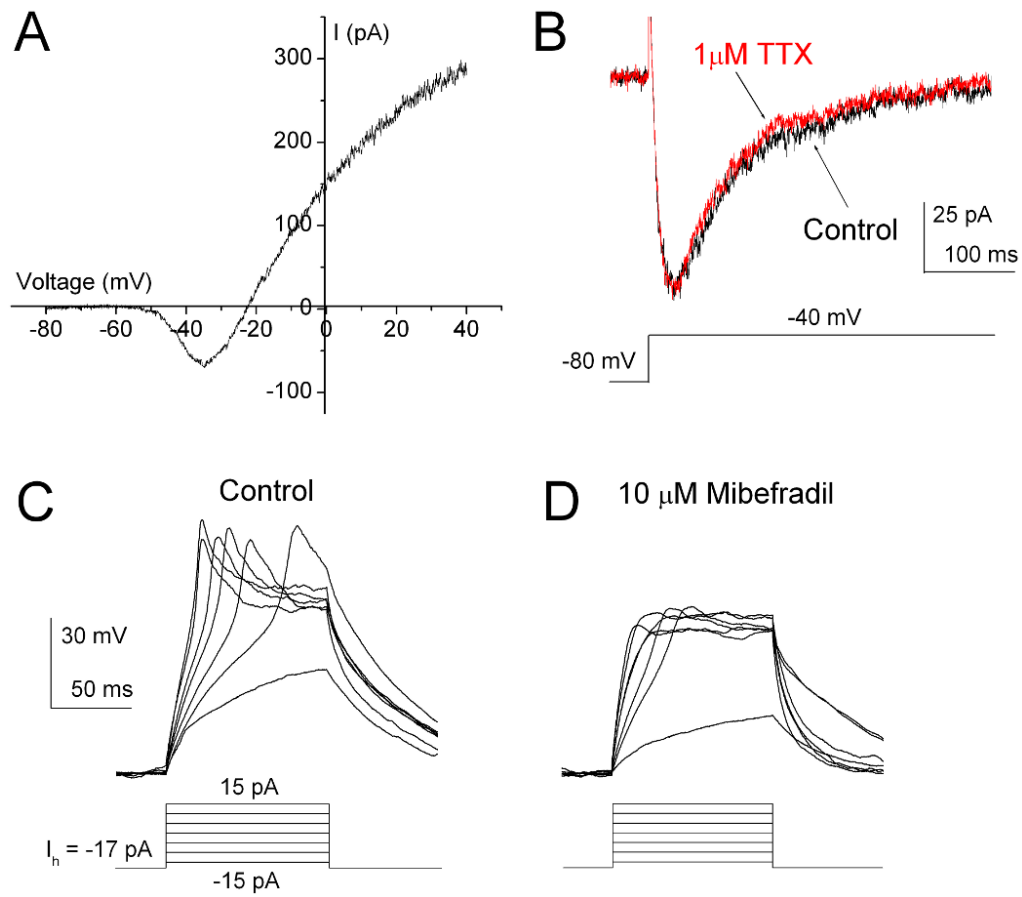 A
I (pA)
300
200
100
0
-100
Voltage (mV)
-80
-60
-40
-20
0
20
40
B
1μM TTX
Control
25 pA
100 ms
-40 mV
-80 mV
C
Control
30 mV
50 ms
15 pA
Ih = -17 pA
-15 pA
D
10 μM Mibefradil